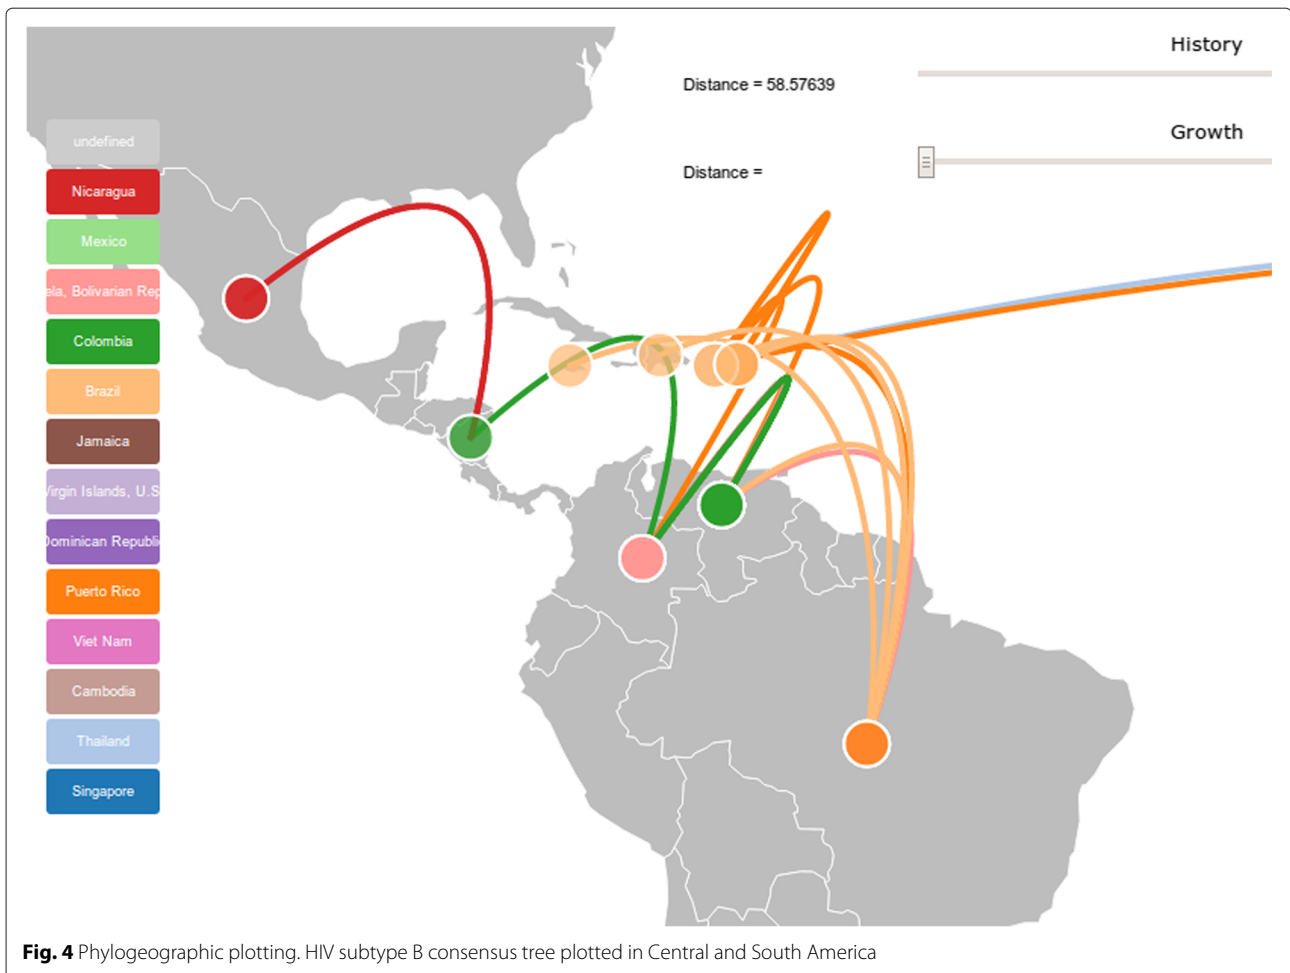 History
Distance = 58.57639
Growth
Distance =
undefined
Nicaragua
Mexico
ela, Bolivarian Rep
Colombia
Brazil
Jamaica
Virgin Islands, U.S
Dominican Republi
Puerto Rico
Viet Nam
Cambodia
Thailand
Singapore
Fig. 4 Phylogeographic plotting. HIV subtype B consensus tree plotted in Central and South America